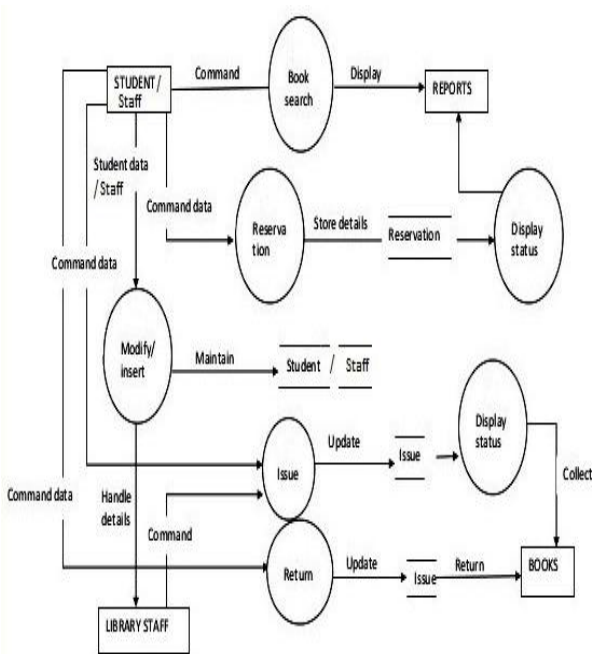 STUDENT/
Staff
Command
Book
search
Display
REPORTS
Student data
/ Staff
Command data
Reserva
tion
Store details
Reservation
Display
status
Command data
Modify/
insert
Maintain
Student / Staff
Display
status
Issue
Update
Issue
Collect
Command data
Handle
details
Command
Return
Update
Issue
Return
BOOKS
LIBRARY STAFF